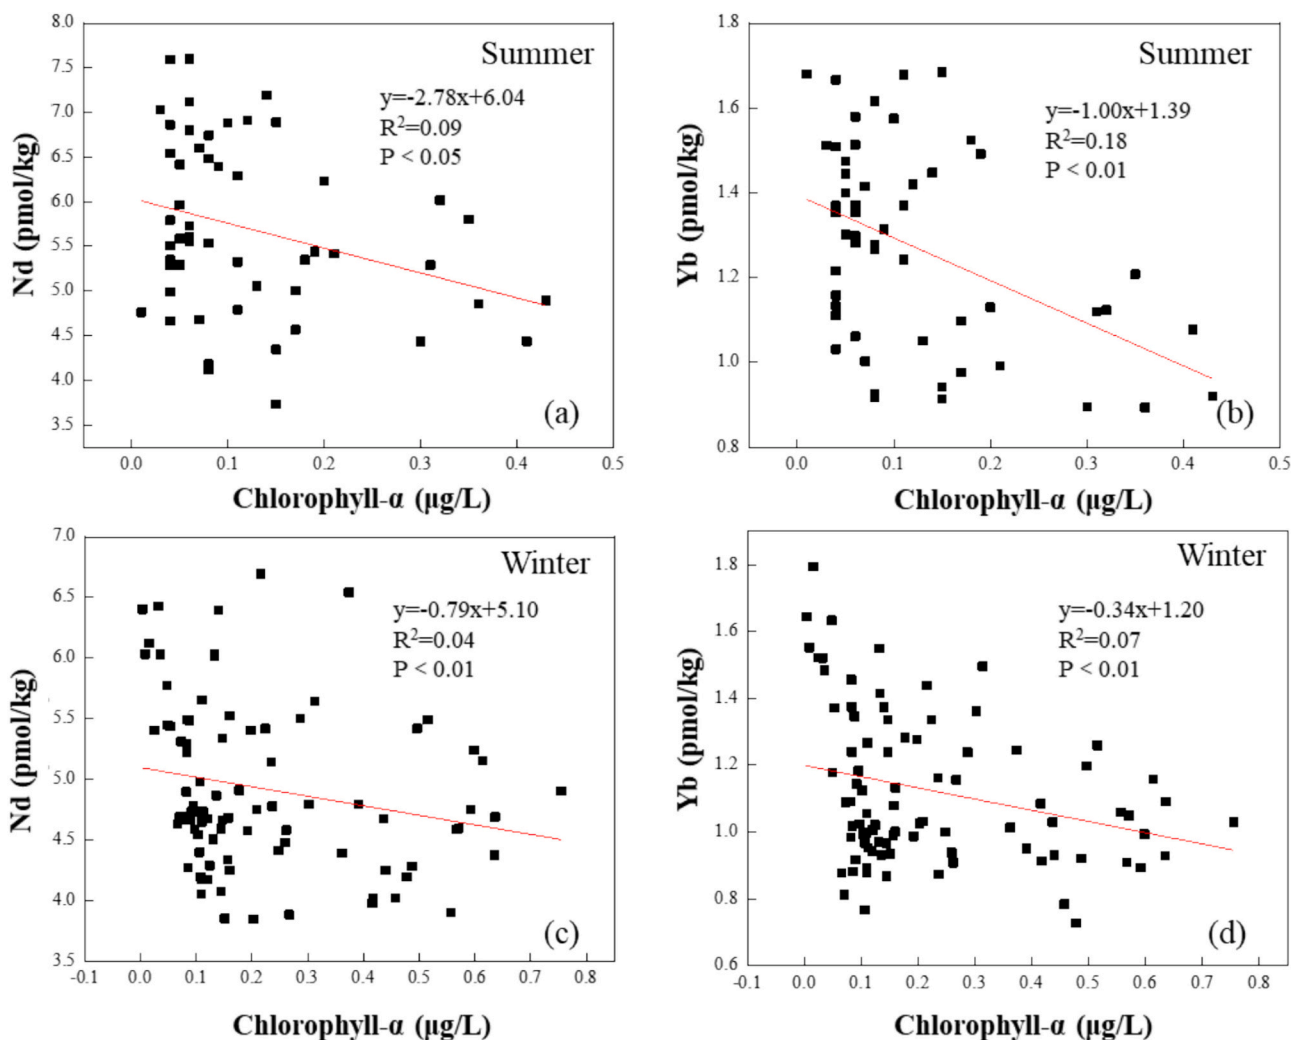 Summer
y=-2.78x+6.04
R²=0.09
P < 0.05
(a)
Nd (pmol/kg)
8.0
7.5
7.0
6.5
6.0
5.5
5.0
4.5
4.0
3.5
0.0 0.1 0.2 0.3 0.4 0.5
Chlorophyll-α (μg/L)
Summer
y=-1.00x+1.39
R²=0.18
P < 0.01
(b)
Yb (pmol/kg)
1.8
1.6
1.4
1.2
1.0
0.8
0.0 0.1 0.2 0.3 0.4 0.5
Chlorophyll-α (μg/L)
Winter
y=-0.79x+5.10
R²=0.04
P < 0.01
(c)
Nd (pmol/kg)
7.0
6.5
6.0
5.5
5.0
4.5
4.0
3.5
-0.1 0.0 0.1 0.2 0.3 0.4 0.5 0.6 0.7 0.8
Chlorophyll-α (μg/L)
Winter
y=-0.34x+1.20
R²=0.07
P < 0.01
(d)
Yb (pmol/kg)
1.8
1.6
1.4
1.2
1.0
0.8
0.6
-0.1 0.0 0.1 0.2 0.3 0.4 0.5 0.6 0.7 0.8
Chlorophyll-α (μg/L)